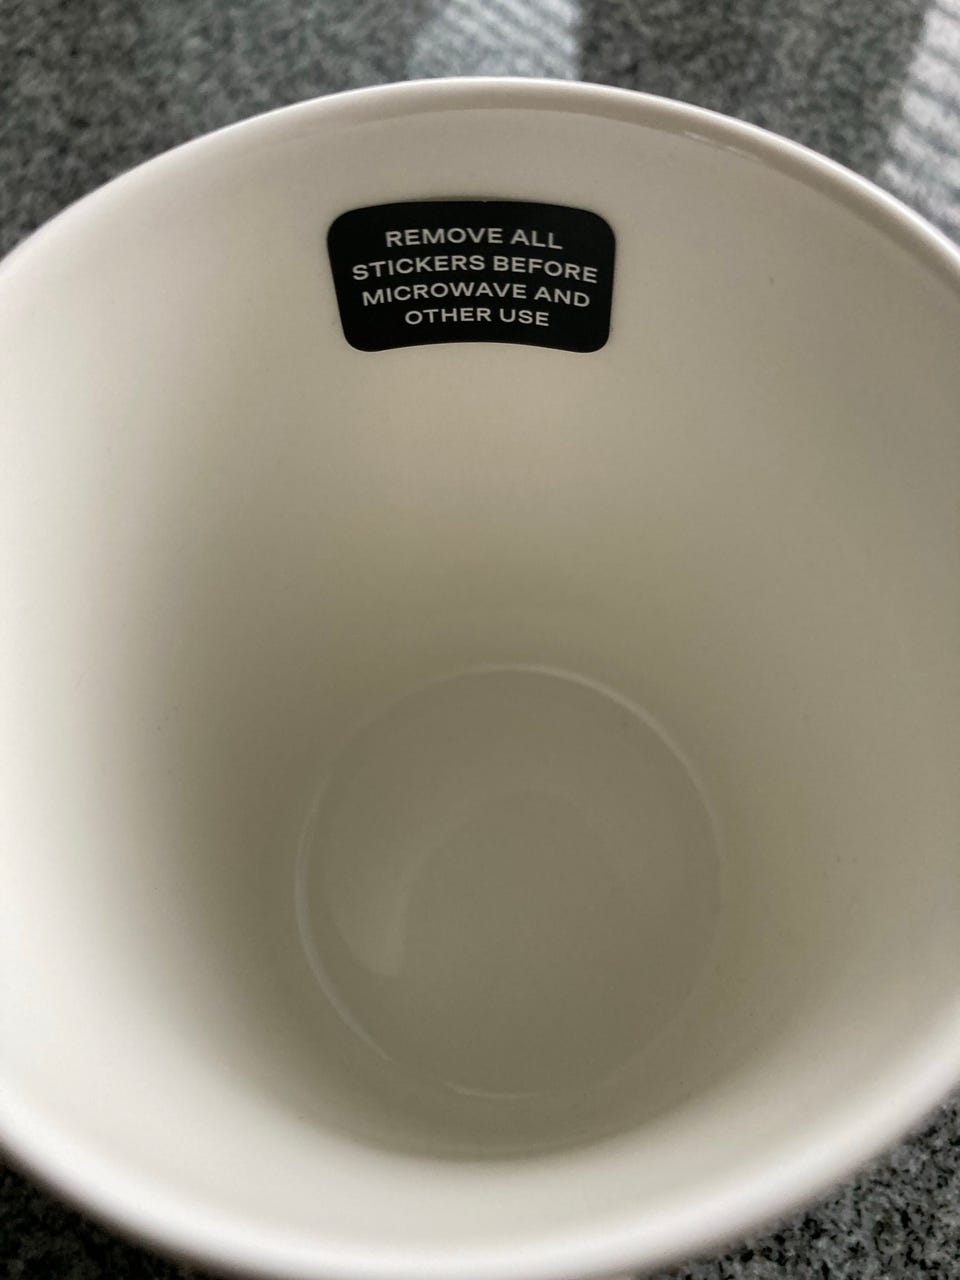 REMOVE ALL
STICKERS BEFORE
MICROWAVE AND
OTHER USE